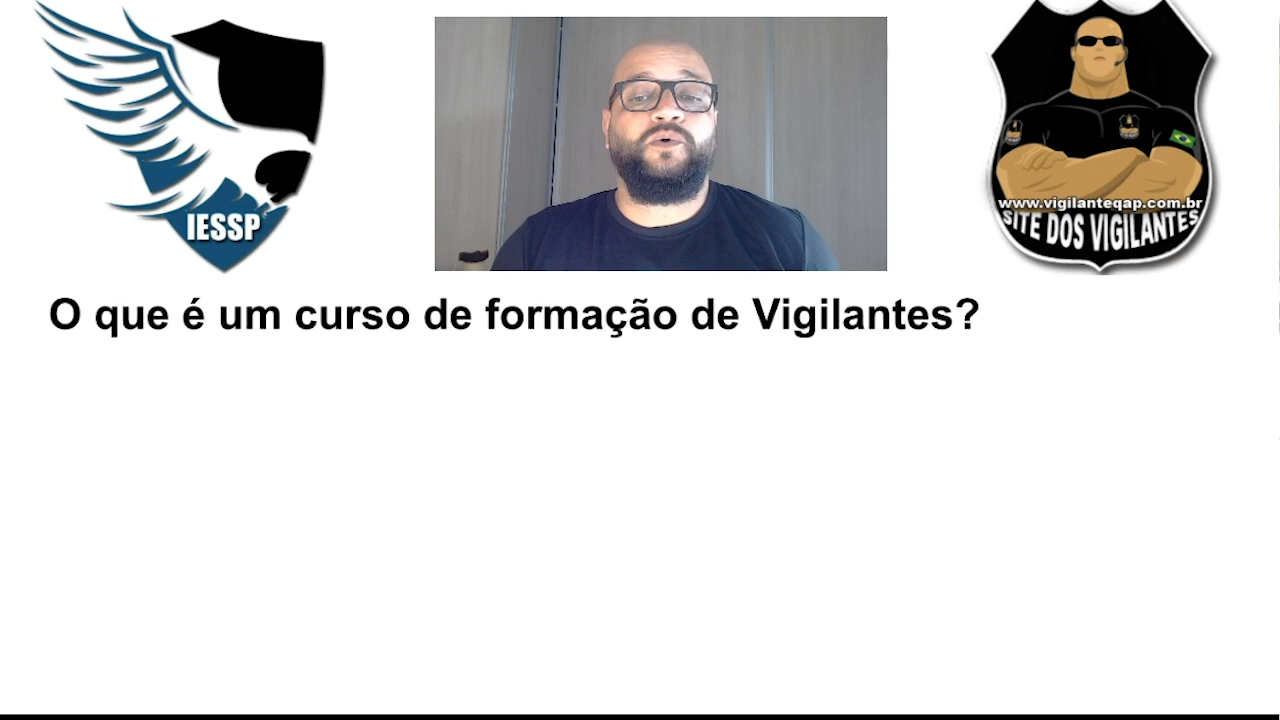 IESSP
www.vigilanteqap.com.br
SITE DOS VIGILANTES
O que é um curso de formação de Vigilantes?